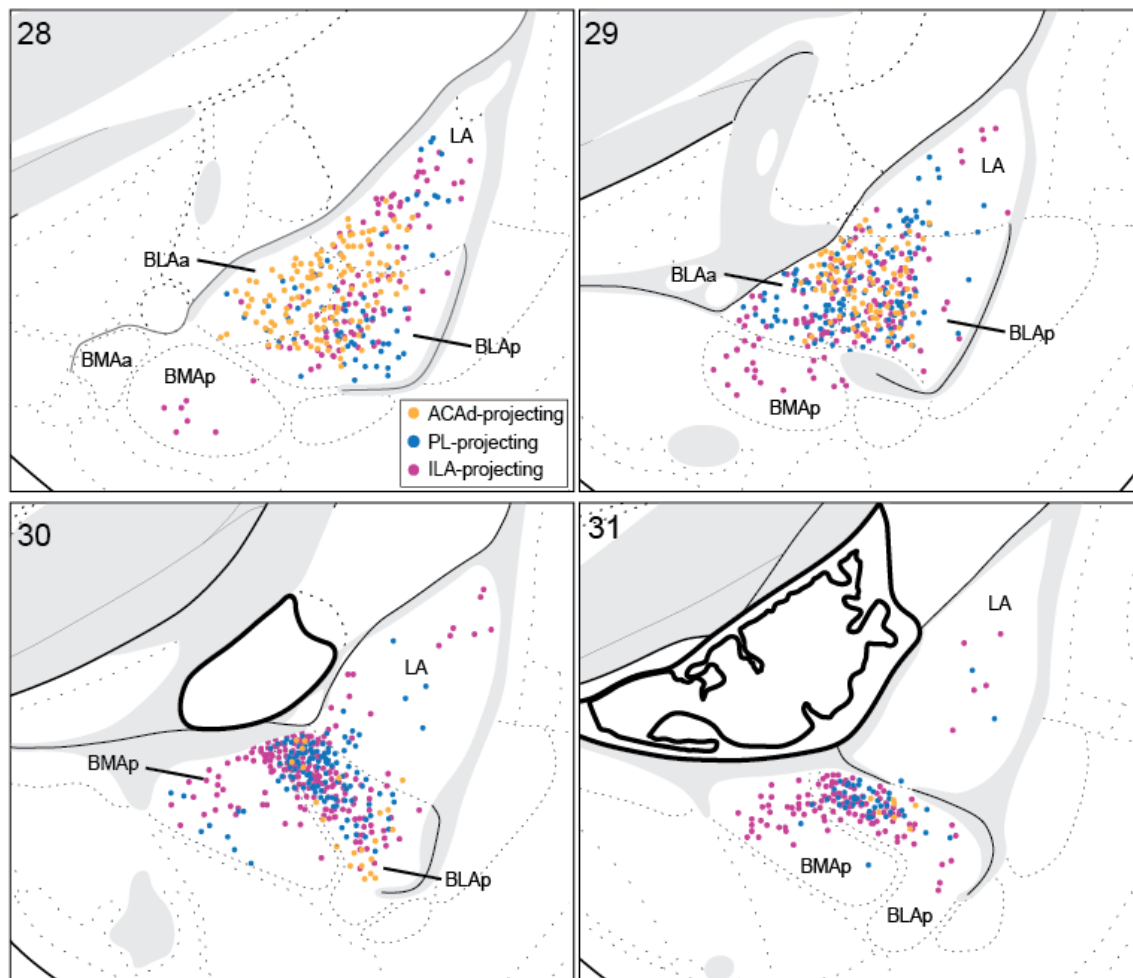 28
LA
BLAa
BLAp
BMAa
BMAp
ACAd-projecting
PL-projecting
ILA-projecting
29
LA
BLAa
BLAp
BMAp
30
LA
BMAp
BLAp
31
LA
BMAp
BLAp